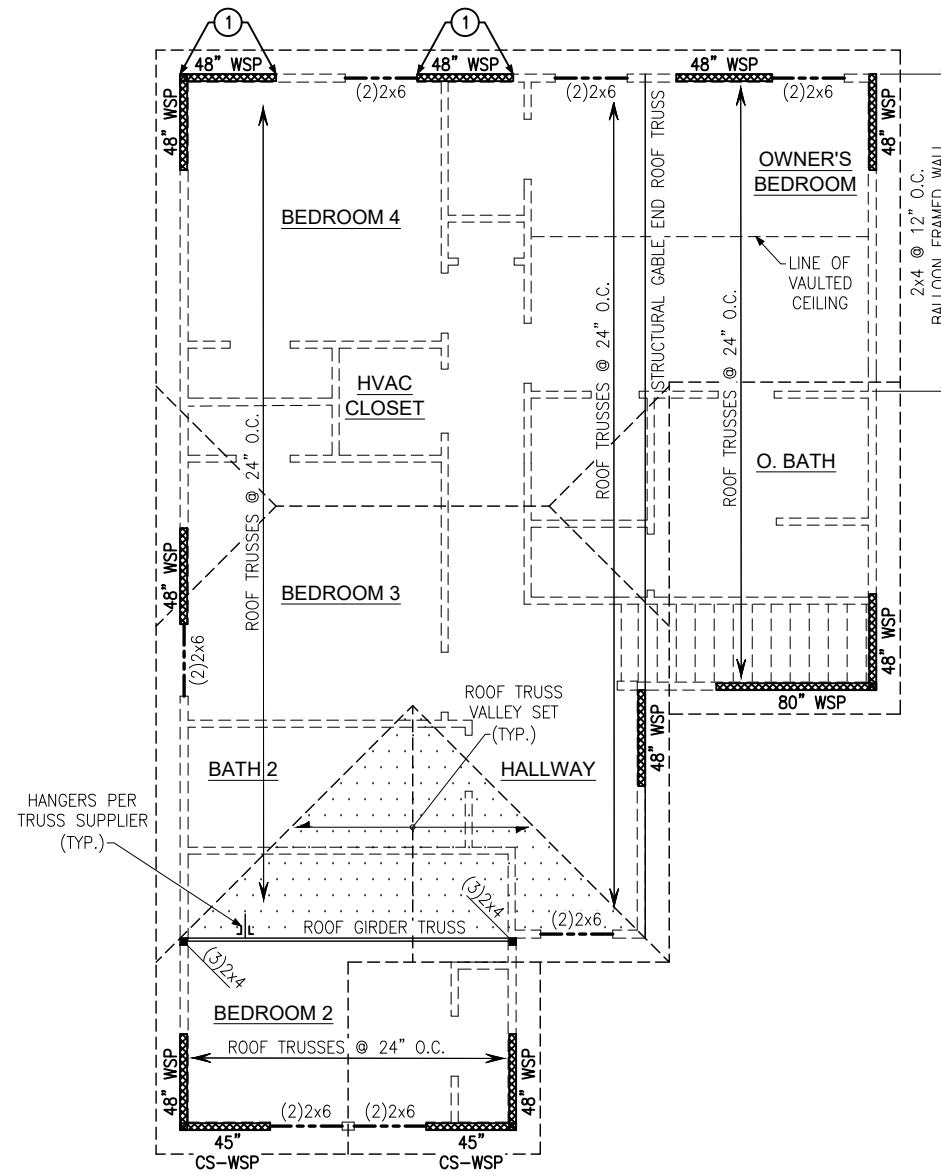 1
1
48" WSP
48" WSP
48" WSP
(2)2x6
(2)2x6
(2)2x6
48" WSP
48" WSP
OWNER'S
BEDROOM
BEDROOM 4
LINE OF
VAULTED
CEILING
2x4 @ 12" O.C.
BALLOON FRAMED WALL
STRUCTURAL GABLE END ROOF TRUSS
ROOF TRUSSES @ 24" O.C.
ROOF TRUSSES @ 24" O.C.
ROOF TRUSSES @ 24" O.C.
HVAC
CLOSET
O. BATH
48" WSP
(2)2x6
BEDROOM 3
48" WSP
80" WSP
ROOF TRUSS
VALLEY SET
(TYP.)
48" WSP
BATH 2
HALLWAY
HANGERS PER
TRUSS SUPPLIER
(TYP.)
(3)2x4
ROOF GIRDER TRUSS
(2)2x6
(3)2x4
BEDROOM 2
ROOF TRUSSES @ 24" O.C.
48" WSP
48" WSP
(2)2x6
(2)2x6
45"
CS-WSP
45"
CS-WSP